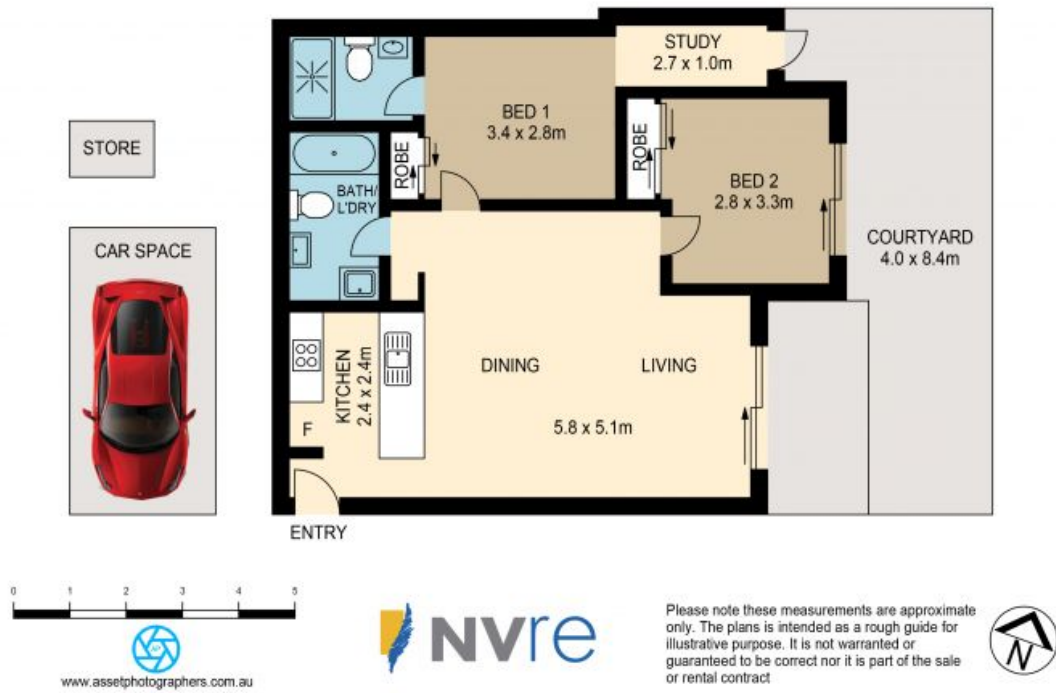 STUDY
2.7 x 1.0m
BED 1
3.4 x 2.8m
STORE
ROBE
ROBE
BATH/
L'DRY
BED 2
2.8 x 3.3m
COURTYARD
4.0 x 8.4m
CAR SPACE
KITCHEN
2.4 x 2.4m
DINING
LIVING
5.8 x 5.1m
F
ENTRY
0 1 2 3 4 5
www.assetphotographers.com.au
NVre
Please note these measurements are approximate
only. The plans is intended as a rough guide for
illustrative purpose. It is not warranted or
guaranteed to be correct nor it is part of the sale
or rental contract
N